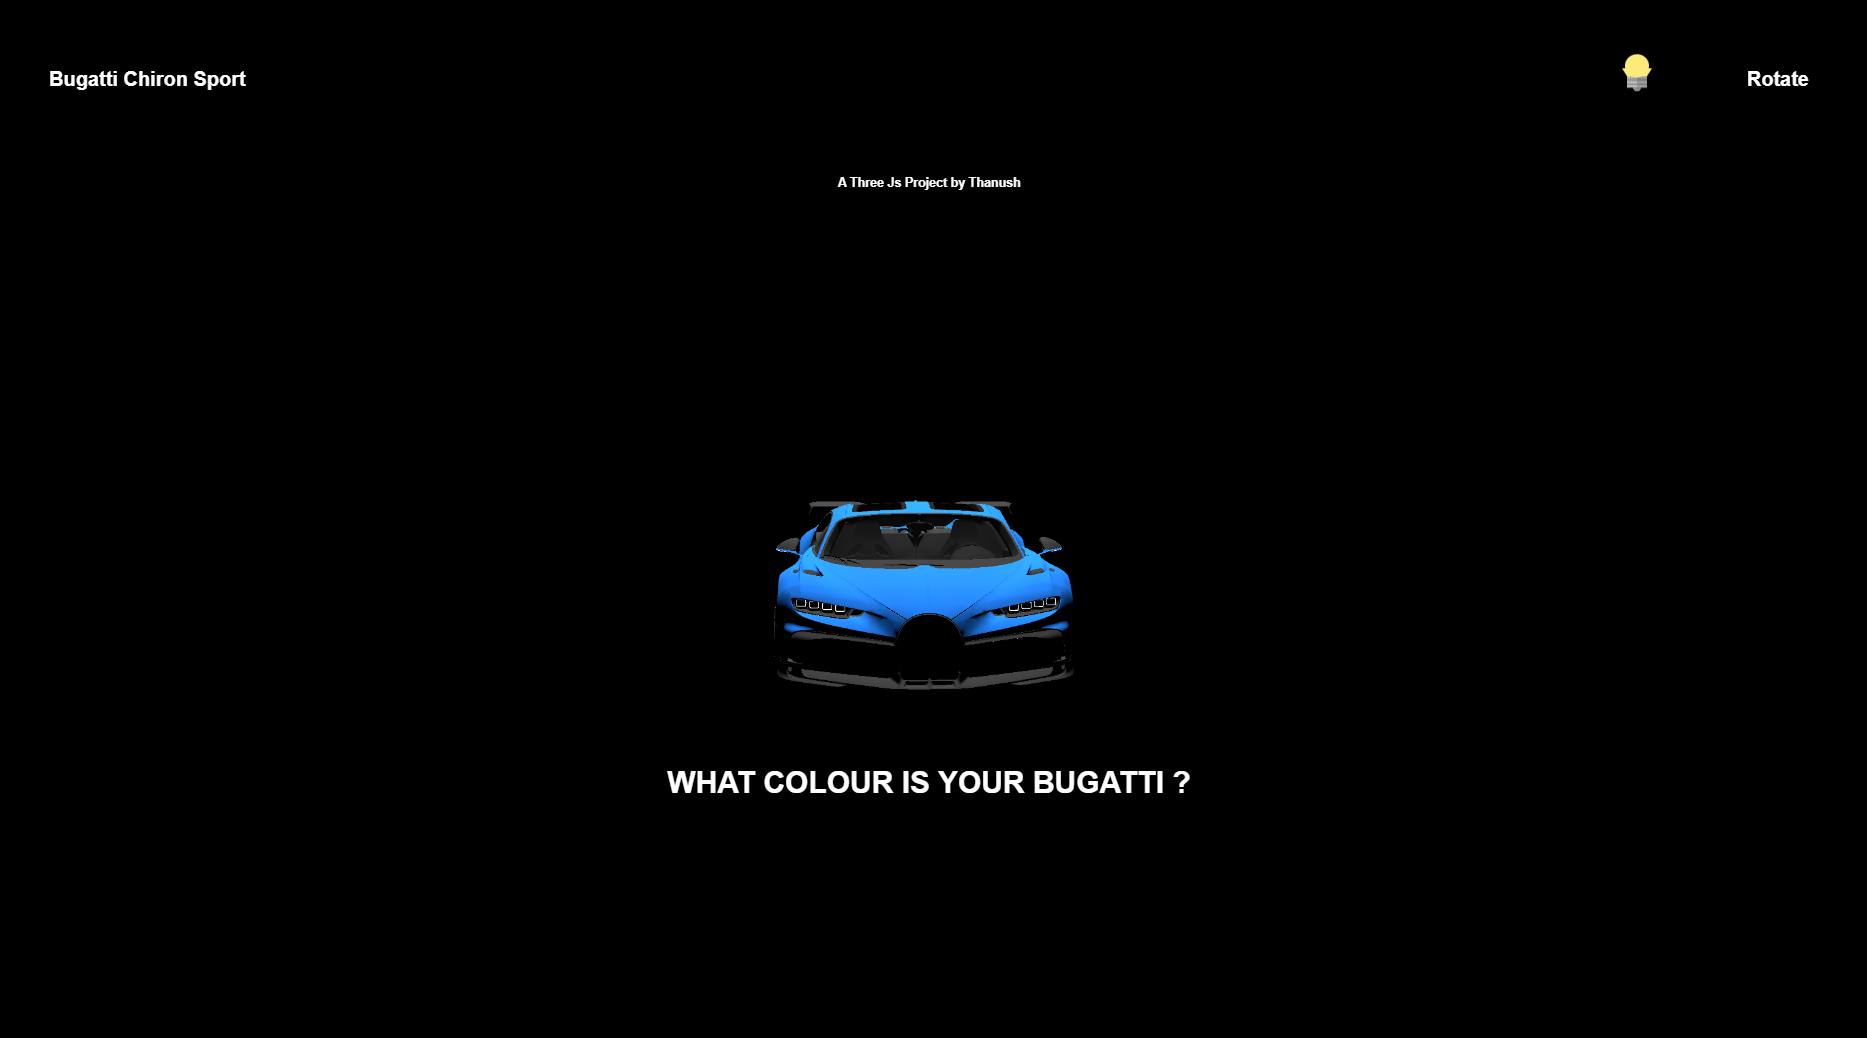 Bugatti Chiron Sport
Rotate
A Three Js Project by Thanush
WHAT COLOUR IS YOUR BUGATTI ?